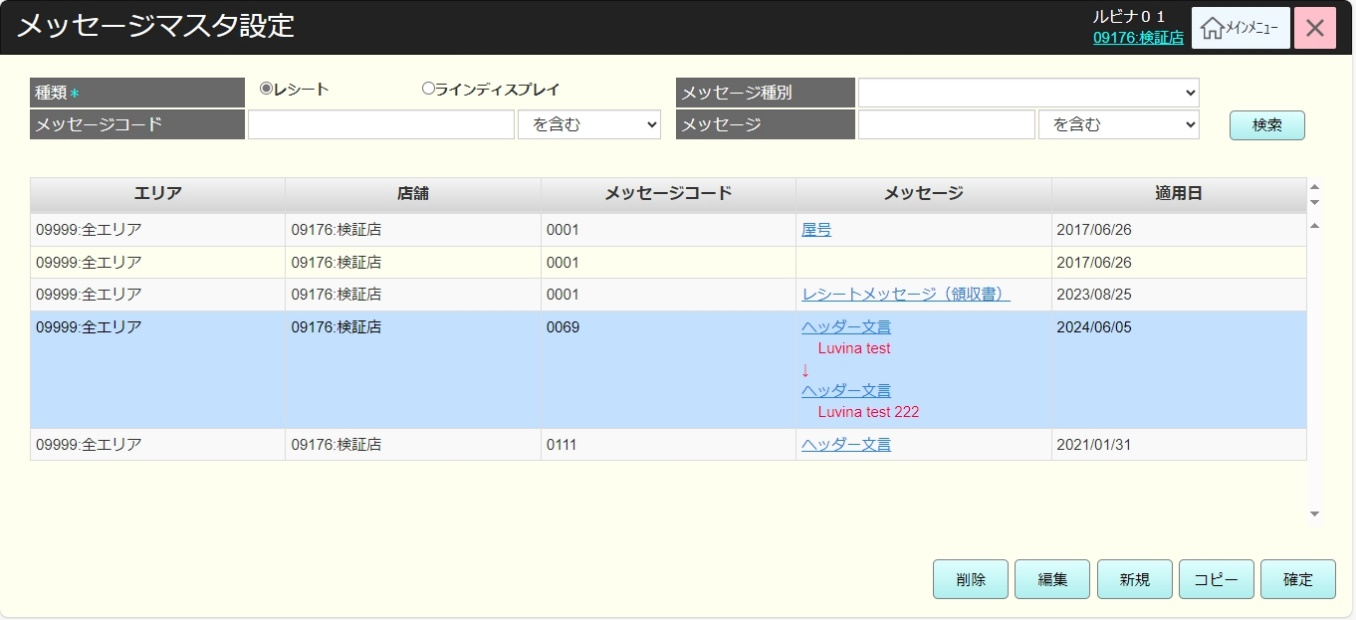 メッセージマスタ設定
ルビナ０１
09176:検証店
ﾒｲﾝﾒﾆｭｰ
種類*
レシート
ラインディスプレイ
メッセージ種別
メッセージコード
を含む
メッセージ
を含む
検索
エリア 店舗 メッセージコード メッセージ 適用日
09999:全エリア 09176:検証店 0001 屋号 2017/06/26
09999:全エリア 09176:検証店 0001 2017/06/26
09999:全エリア 09176:検証店 0001 レシートメッセージ（領収書） 2023/08/25
09999:全エリア 09176:検証店 0069 ヘッダー文言 2024/06/05
Luvina test
↓
ヘッダー文言
Luvina test 222
09999:全エリア 09176:検証店 0111 ヘッダー文言 2021/01/31
削除 編集 新規 コピー 確定